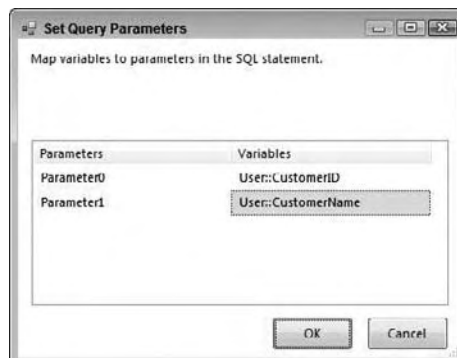 Set Query Parameters
Map variables to parameters in the SQL statement.
Parameters Variables
Parameter0 User::CustomerID
Parameter1 User::CustomerName
OK Cancel